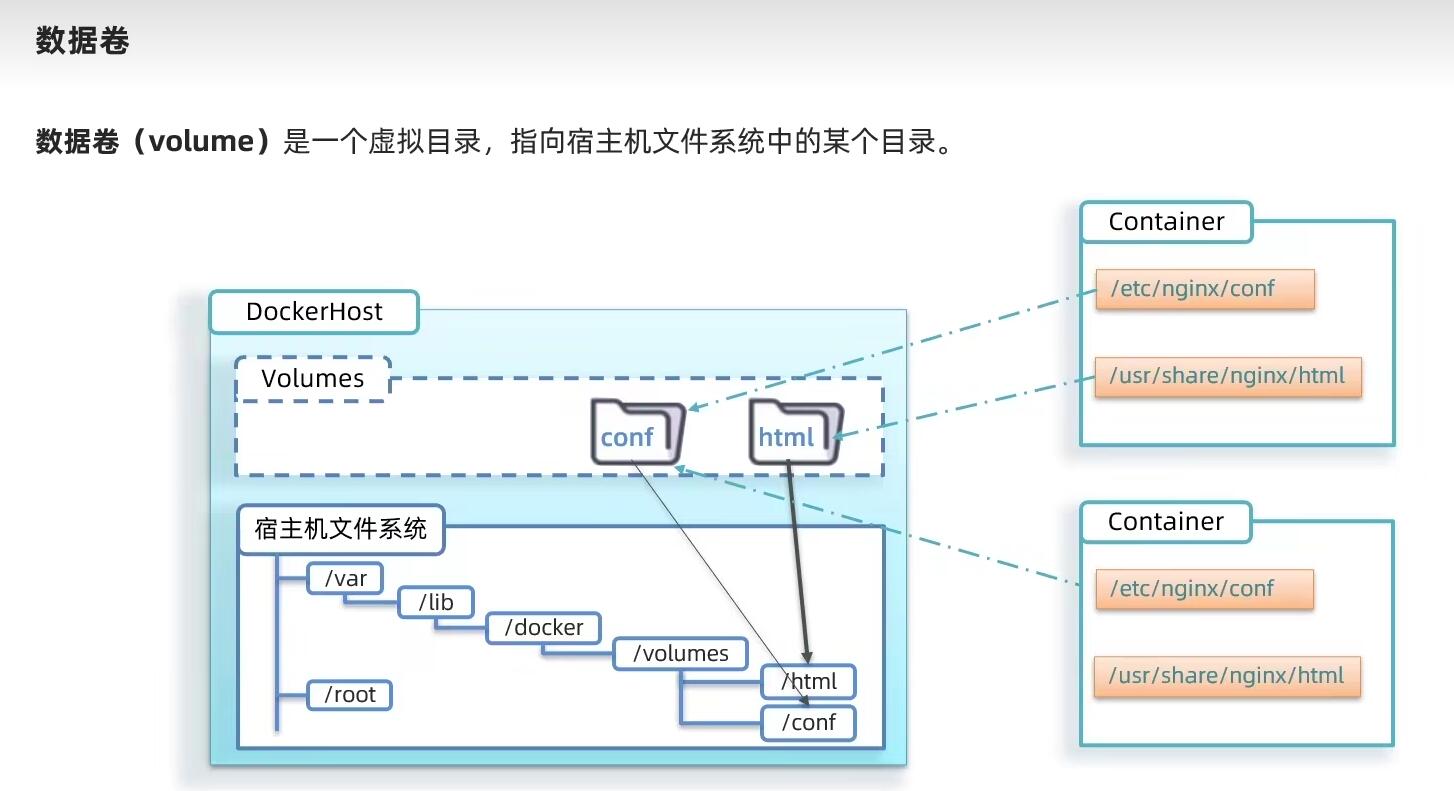 数据卷
数据卷（volume）是一个虚拟目录，指向宿主机文件系统中的某个目录。
DockerHost
Volumes
conf
html
宿主机文件系统
/var
/lib
/docker
/volumes
/html
/root
/conf
Container
/etc/nginx/conf
/usr/share/nginx/html
Container
/etc/nginx/conf
/usr/share/nginx/html